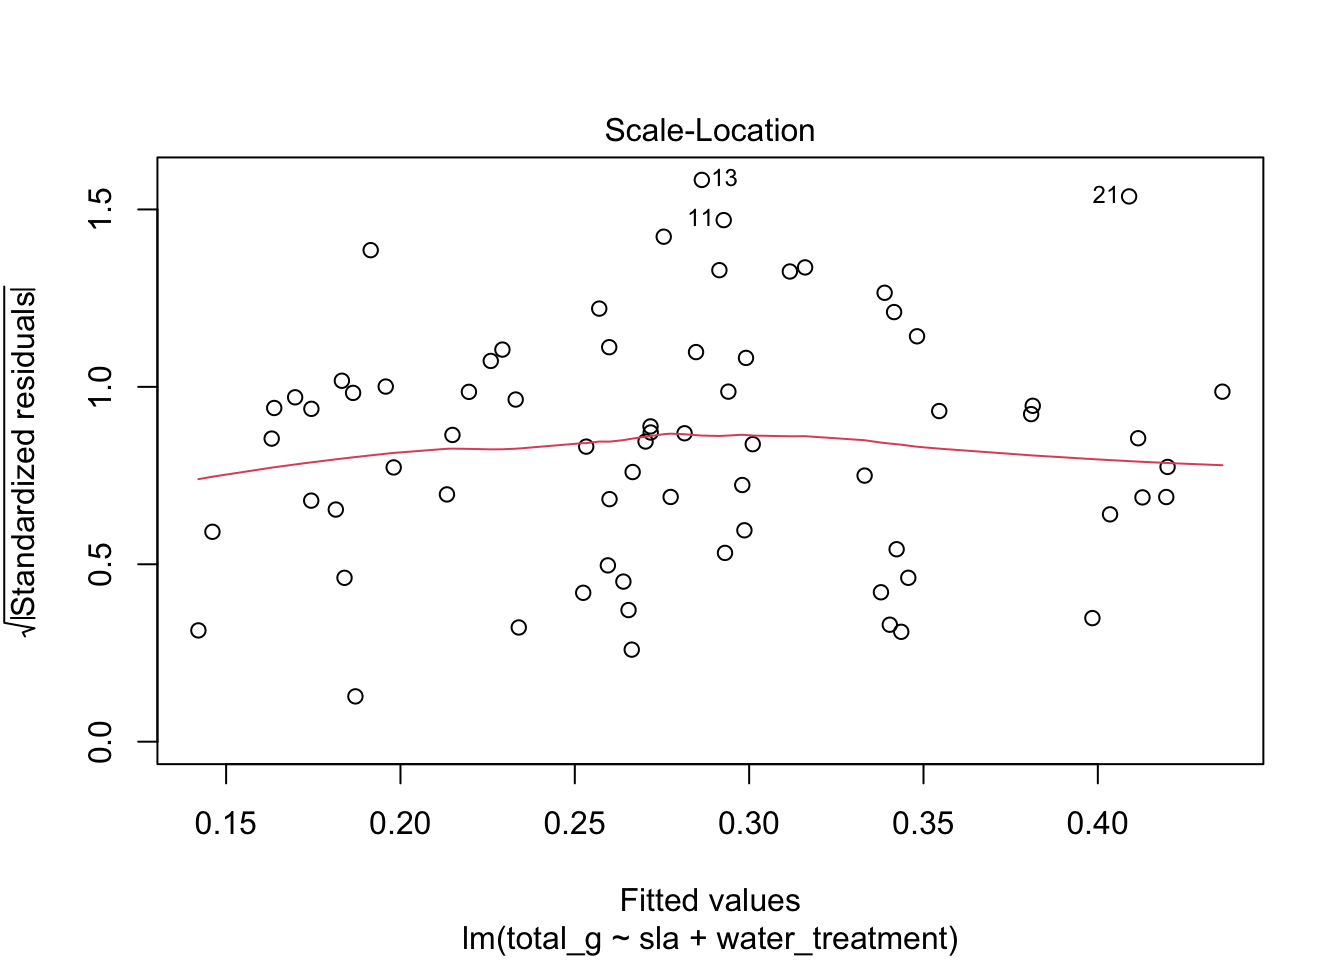 Scale-Location
√|Standardized residuals|
1.5
1.0
0.5
0.0
13
11
21
0.15 0.20 0.25 0.30 0.35 0.40
Fitted values
lm(total_g ~ sla + water_treatment)